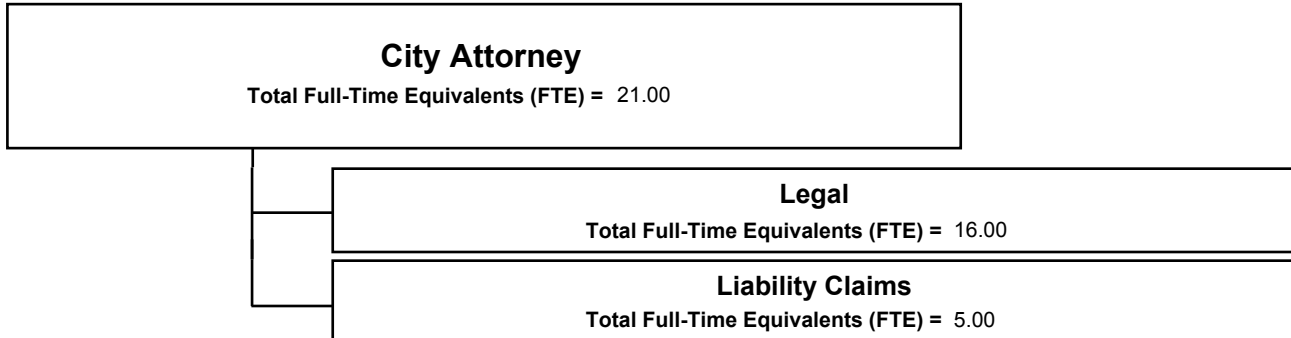 City Attorney
Total Full-Time Equivalents (FTE) = 21.00
Legal
Total Full-Time Equivalents (FTE) = 16.00
Liability Claims
Total Full-Time Equivalents (FTE) = 5.00